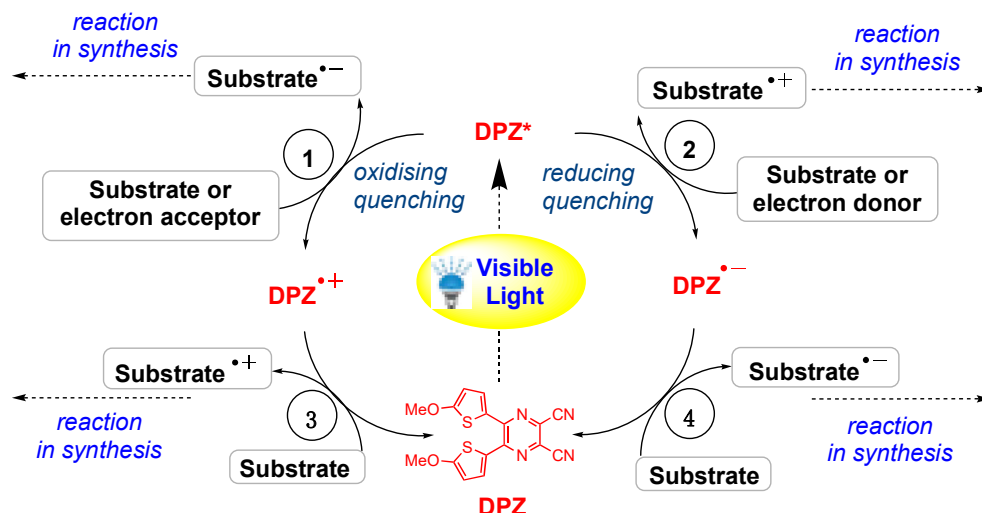 reaction
in synthesis
Substrate•−
1
Substrate or
electron acceptor
oxidising
quenching
DPZ*
reducing
quenching
reaction
in synthesis
Substrate•+
2
Substrate or
electron donor
DPZ•+
Visible
Light
DPZ•−
Substrate•+
reaction
in synthesis
3
Substrate
MeO
S
N
CN
MeO
S
N
CN
DPZ
4
Substrate•−
reaction
in synthesis
Substrate